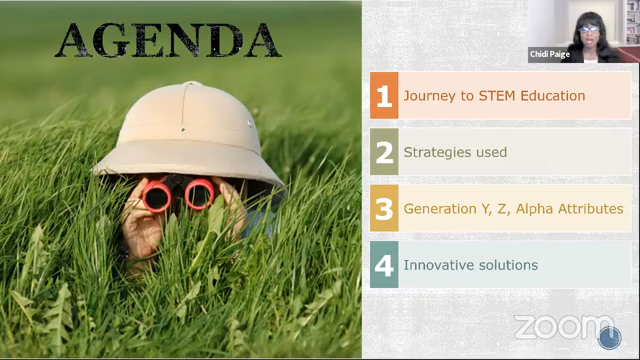 AGENDA
Chidi Paige
1 Journey to STEM Education
2 Strategies used
3 Generation Y, Z, Alpha Attributes
4 Innovative solutions
zoom